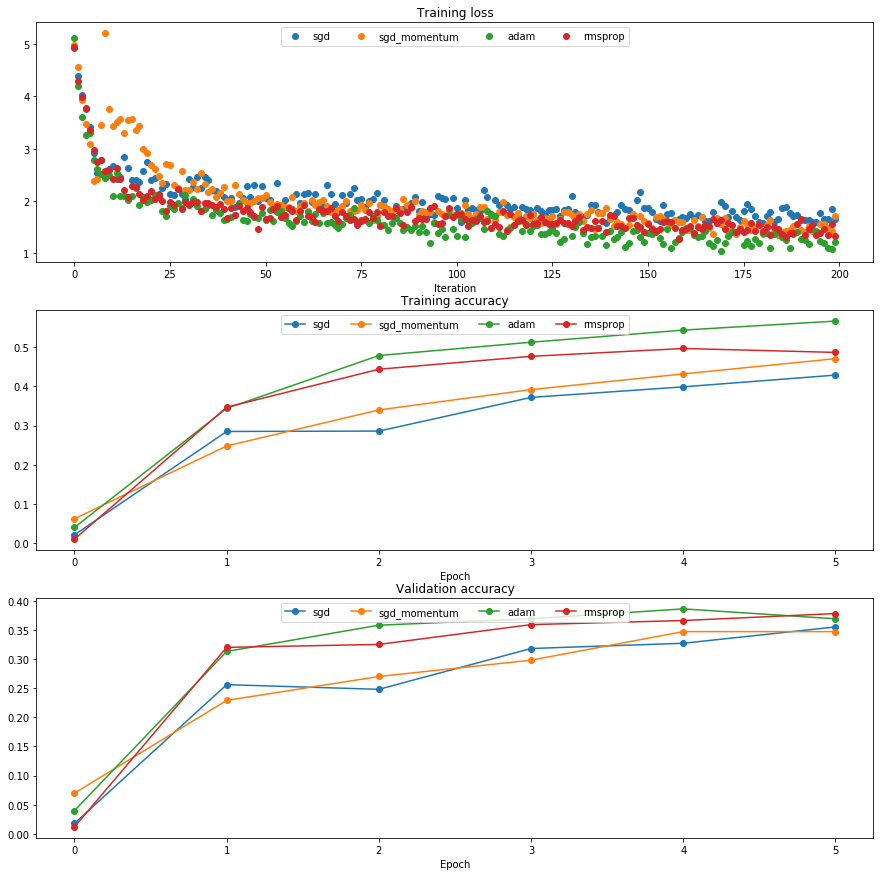 Training loss
sgd sgd_momentum adam rmsprop
5
4
3
2
1
0 25 50 75 100 125 150 175 200
Iteration
Training accuracy
sgd sgd_momentum adam rmsprop
0.5
0.4
0.3
0.2
0.1
0.0
0 1 2 3 4 5
Epoch
Validation accuracy
sgd sgd_momentum adam rmsprop
0.40
0.35
0.30
0.25
0.20
0.15
0.10
0.05
0.00
0 1 2 3 4 5
Epoch